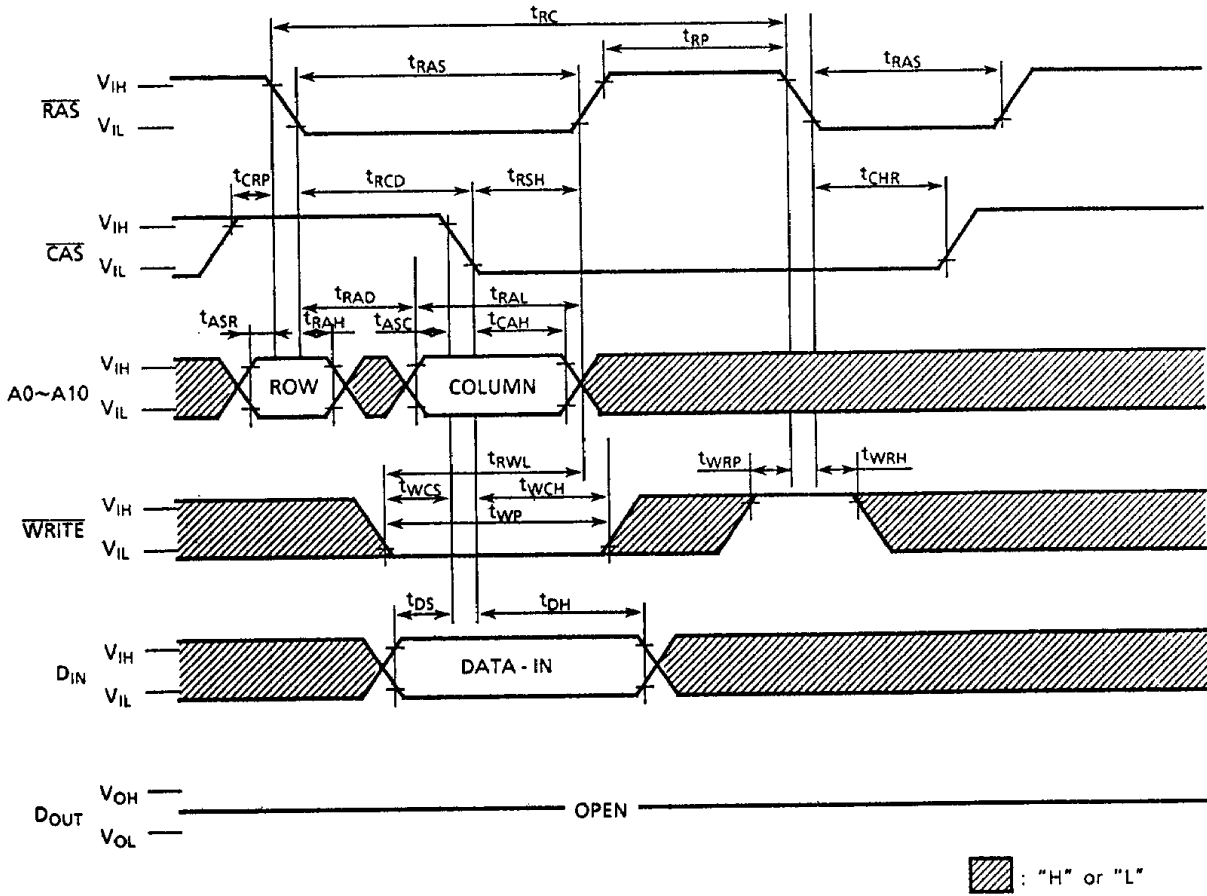 tRC
tRP
tRAS
tRAS
VIH
RAS
VIL
tCRP
tRCD
tRSH
tCHR
VIH
CAS
VIL
tRAD
tRAL
tASR
tRAH
tASC
tCAH
VIH
A0~A10
ROW
COLUMN
VIL
tRWL
tWRP
tWRH
tWCS
tWCH
VIH
WRITE
tWP
VIL
tDS
tDH
VIH
DIN
DATA - IN
VIL
VOH
DOUT
OPEN
VOL
: "H" or "L"